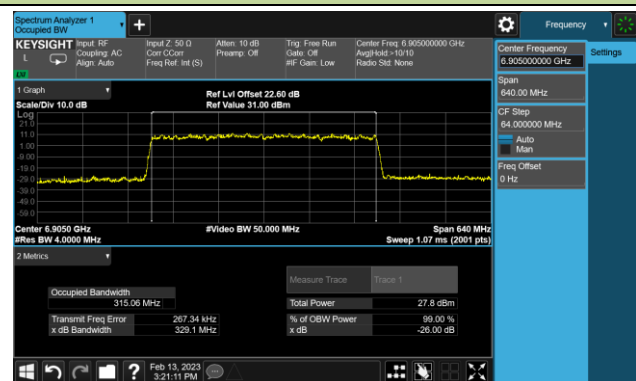 Spectrum Analyzer 1
Occupied BW
Frequency
KEYSIGHT
L
Input: RF
Coupling: AC
Align: Auto
Input Z: 50 Ω
Corr CCorr
Freq Ref: Int (S)
Atten: 10 dB
Preamp: Off
Trig: Free Run
Gate: Off
#IF Gain: Low
Center Freq: 6.905000000 GHz
Avg|Hold:>10/10
Radio Std: None
LXI
1 Graph
Scale/Div 10.0 dB
Ref Lvl Offset 22.60 dB
Ref Value 31.00 dBm
Log
21.0
11.0
1.00
-9.00
-19.0
-29.0
-39.0
-49.0
-59.0
Center 6.9050 GHz
#Video BW 50.000 MHz
Span 640 MHz
#Res BW 4.0000 MHz
Sweep 1.07 ms (2001 pts)
2 Metrics
Measure Trace
Trace 1
Occupied Bandwidth
315.06 MHz
Total Power
27.8 dBm
Transmit Freq Error
267.34 kHz
% of OBW Power
99.00 %
x dB Bandwidth
329.1 MHz
x dB
-26.00 dB
Center Frequency
6.905000000 GHz
Settings
Span
640.00 MHz
CF Step
64.000000 MHz
Auto
Man
Freq Offset
0 Hz
?
Feb 13, 2023
3:21:11 PM